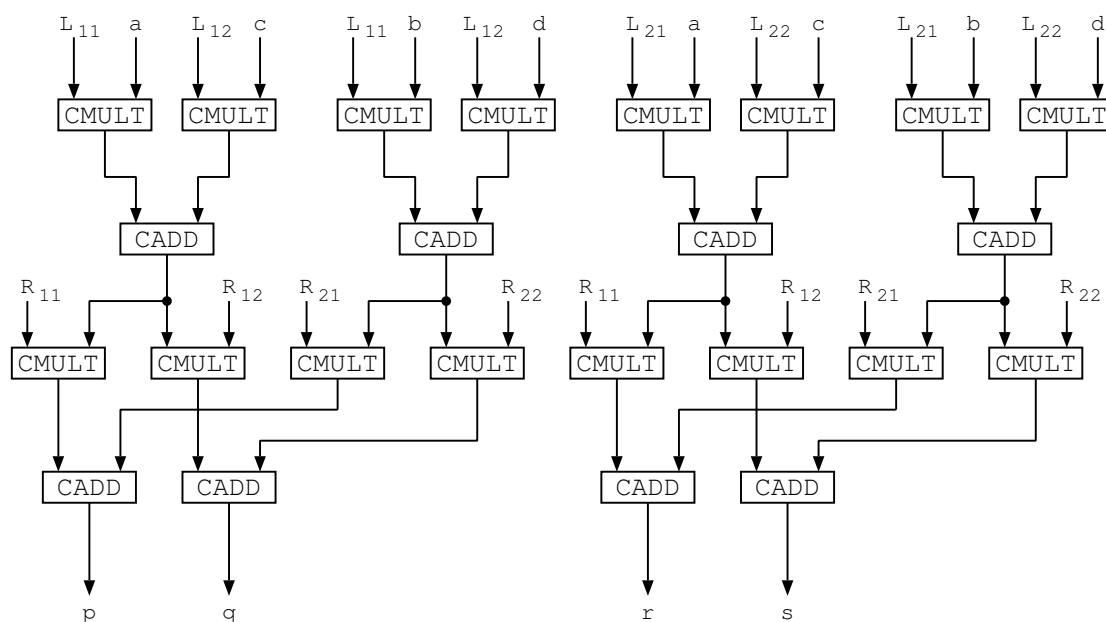 L11 a L12 c L11 b L12 d L21 a L22 c L21 b L22 d
CMULT CMULT CMULT CMULT CMULT CMULT CMULT CMULT
CADD CADD CADD CADD
R11 R12 R21 R22 R11 R12 R21 R22
CMULT CMULT CMULT CMULT CMULT CMULT CMULT CMULT
CADD CADD CADD CADD
p q r s